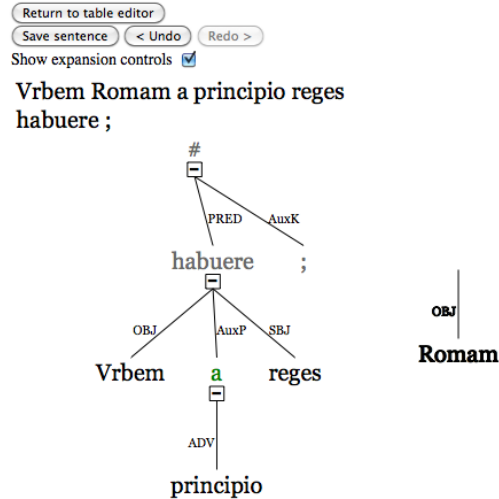 Return to table editor
Save sentence < Undo Redo >
Show expansion controls
Vrbem Romam a principio reges
habuere ;
#
PRED AuxK
habuere ;
OBJ
OBJ AuxP SBJ
Romam
Vrbem a reges
ADV
principio